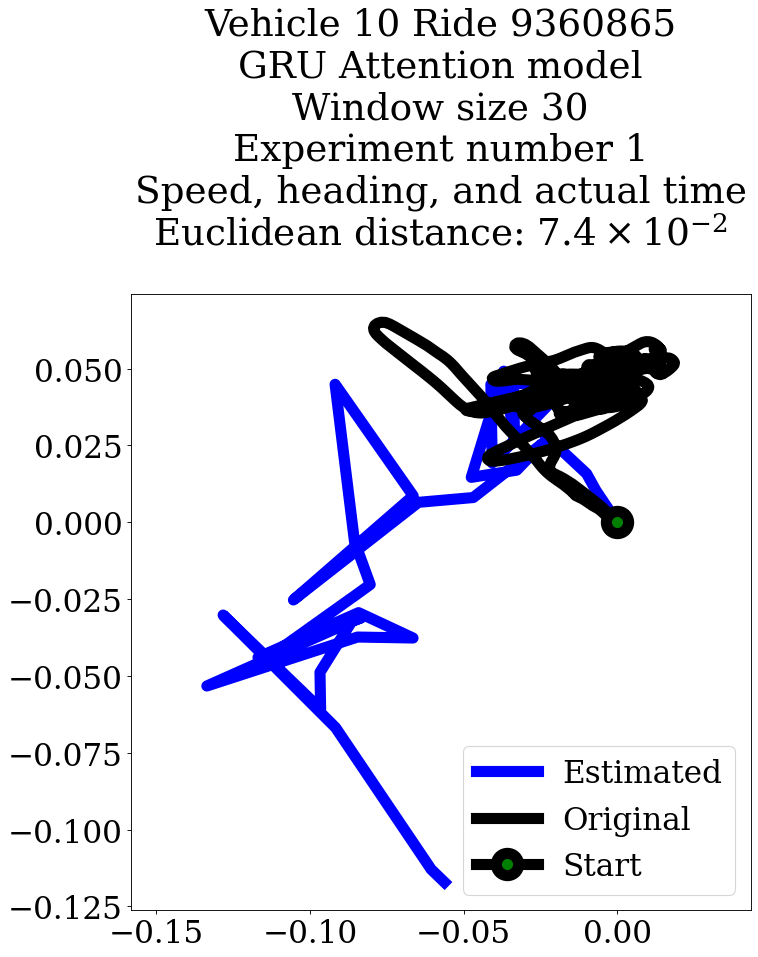 Vehicle 10 Ride 9360865
GRU Attention model
Window size 30
Experiment number 1
Speed, heading, and actual time
Euclidean distance: 7.4 × 10⁻²
0.050
0.025
0.000
−0.025
−0.050
−0.075
−0.100
−0.125
−0.15 −0.10 −0.05 0.00
Estimated
Original
Start